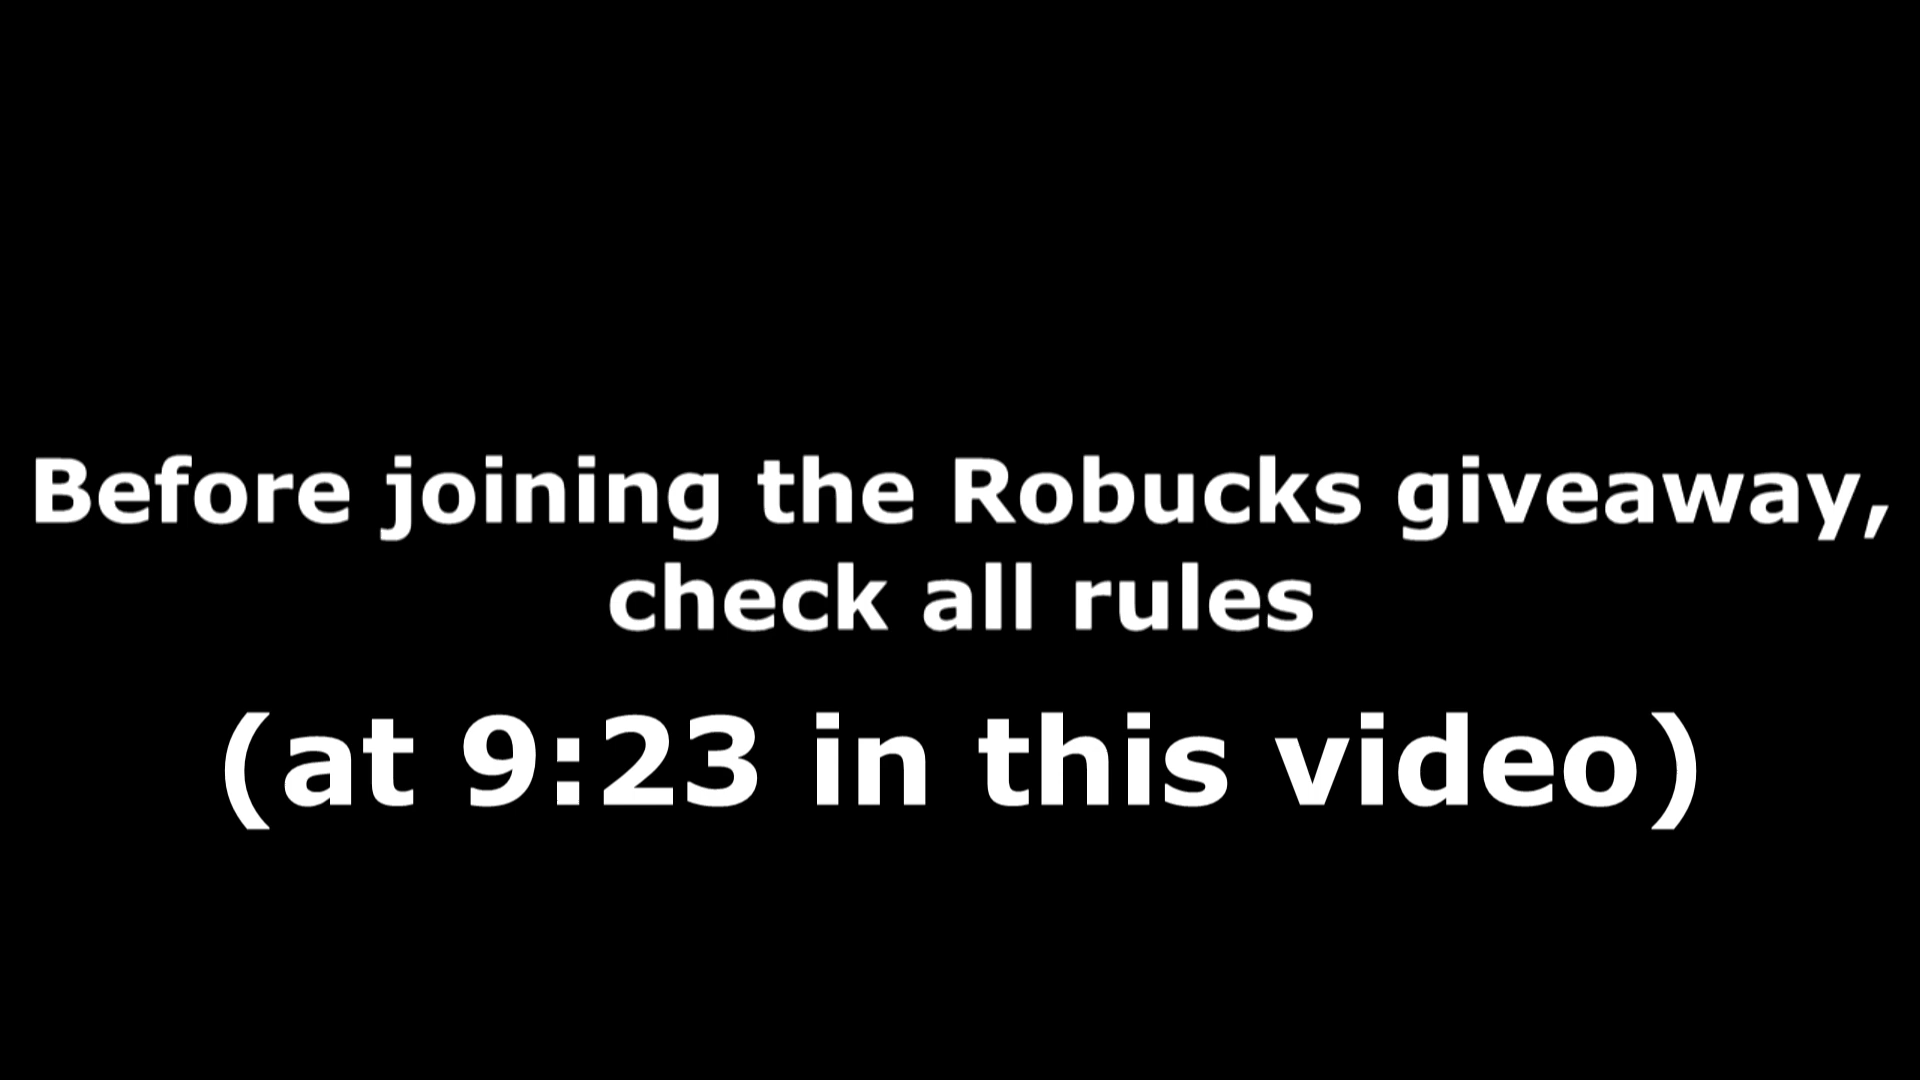 Before joining the Robucks giveaway,
check all rules
(at 9:23 in this video)